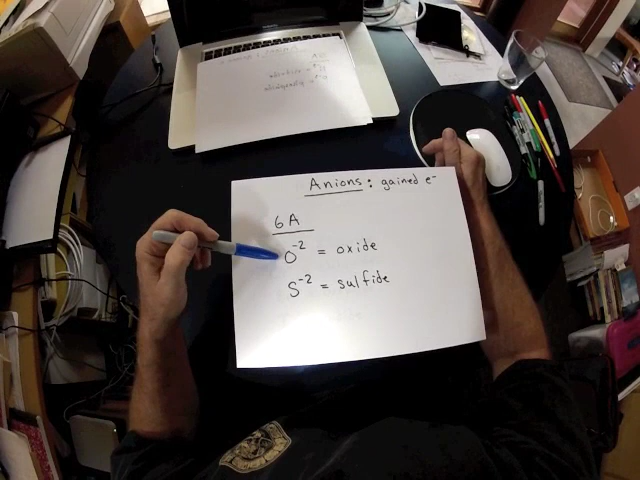 Anions: gained e⁻
6A
O⁻² = oxide
S⁻² = sulfide